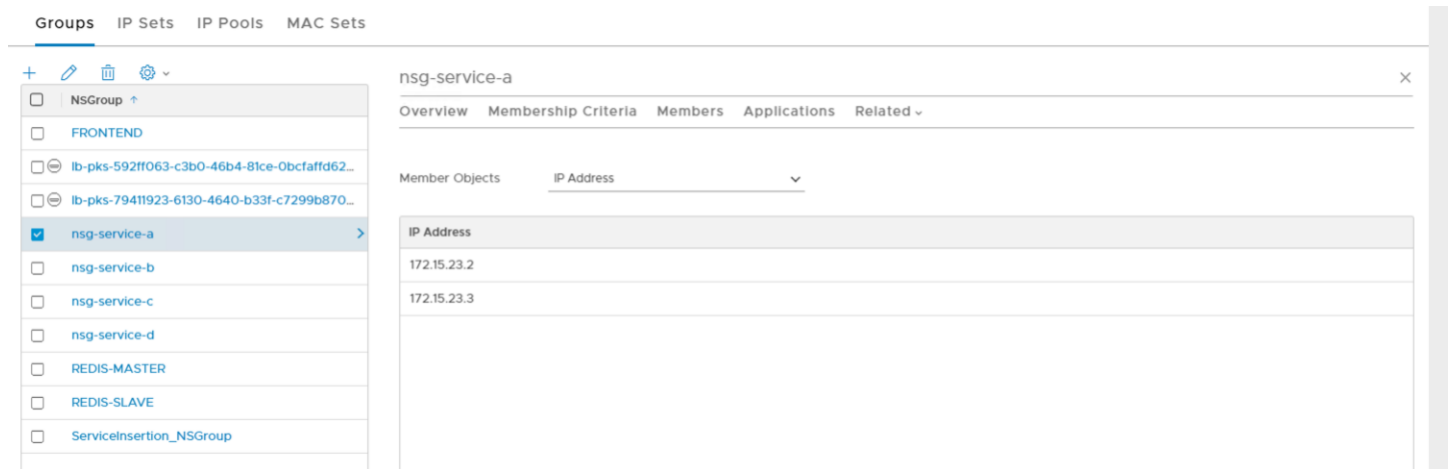 Groups IP Sets IP Pools MAC Sets
NSGroup
FRONTEND
lb-pks-592ff063-c3b0-46b4-81ce-0bcfaffd62...
lb-pks-79411923-6130-4640-b33f-c7299b870...
nsg-service-a
nsg-service-b
nsg-service-c
nsg-service-d
REDIS-MASTER
REDIS-SLAVE
ServiceInsertion_NSGroup
nsg-service-a
Overview Membership Criteria Members Applications Related
Member Objects IP Address
IP Address
172.15.23.2
172.15.23.3